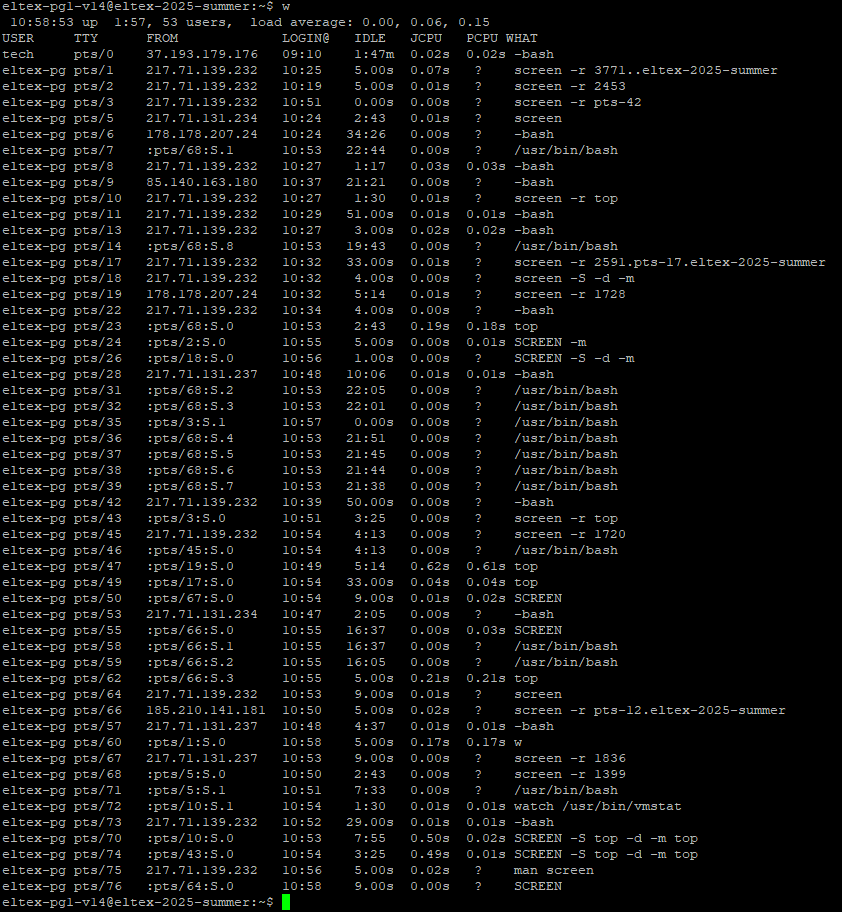 eltex-pg1-v14@eltex-2025-summer:~$ w
 10:58:53 up  1:57, 53 users,  load average: 0.00, 0.06, 0.15
USER     TTY      FROM             LOGIN@   IDLE   JCPU   PCPU WHAT
tech     pts/0    37.193.179.176   09:10    1:47m  0.02s  0.02s -bash
eltex-pg pts/1    217.71.139.232   10:25    5.00s  0.07s   ?    screen -r 3771..eltex-2025-summer
eltex-pg pts/2    217.71.139.232   10:19    5.00s  0.01s   ?    screen -r 2453
eltex-pg pts/3    217.71.139.232   10:51    0.00s  0.00s   ?    screen -r pts-42
eltex-pg pts/5    217.71.131.234   10:24    2:43   0.01s   ?    screen
eltex-pg pts/6    178.178.207.24   10:24   34:26   0.00s   ?    -bash
eltex-pg pts/7    :pts/68:S.1      10:53   22:44   0.00s   ?    /usr/bin/bash
eltex-pg pts/8    217.71.139.232   10:27    1:17   0.03s  0.03s -bash
eltex-pg pts/9    85.140.163.180   10:37   21:21   0.00s   ?    -bash
eltex-pg pts/10   217.71.139.232   10:27    1:30   0.01s   ?    screen -r top
eltex-pg pts/11   217.71.139.232   10:29   51.00s  0.01s  0.01s -bash
eltex-pg pts/13   217.71.139.232   10:27    3.00s  0.02s  0.02s -bash
eltex-pg pts/14   :pts/68:S.8      10:53   19:43   0.00s   ?    /usr/bin/bash
eltex-pg pts/17   217.71.139.232   10:32   33.00s  0.01s   ?    screen -r 2591.pts-17.eltex-2025-summer
eltex-pg pts/18   217.71.139.232   10:32    4.00s  0.00s   ?    screen -S -d -m
eltex-pg pts/19   178.178.207.24   10:32    5:14   0.01s   ?    screen -r 1728
eltex-pg pts/22   217.71.139.232   10:34    4.00s  0.00s   ?    -bash
eltex-pg pts/23   :pts/68:S.0      10:53    2:43   0.19s  0.18s top
eltex-pg pts/24   :pts/2:S.0       10:55    5.00s  0.00s  0.01s SCREEN -m
eltex-pg pts/26   :pts/18:S.0      10:56    1.00s  0.00s   ?    SCREEN -S -d -m
eltex-pg pts/28   217.71.131.237   10:48   10:06   0.01s  0.01s -bash
eltex-pg pts/31   :pts/68:S.2      10:53   22:05   0.00s   ?    /usr/bin/bash
eltex-pg pts/32   :pts/68:S.3      10:53   22:01   0.00s   ?    /usr/bin/bash
eltex-pg pts/35   :pts/3:S.1       10:57    0.00s  0.00s   ?    /usr/bin/bash
eltex-pg pts/36   :pts/68:S.4      10:53   21:51   0.00s   ?    /usr/bin/bash
eltex-pg pts/37   :pts/68:S.5      10:53   21:45   0.00s   ?    /usr/bin/bash
eltex-pg pts/38   :pts/68:S.6      10:53   21:44   0.00s   ?    /usr/bin/bash
eltex-pg pts/39   :pts/68:S.7      10:53   21:38   0.00s   ?    /usr/bin/bash
eltex-pg pts/42   217.71.139.232   10:39   50.00s  0.00s   ?    -bash
eltex-pg pts/43   :pts/3:S.0       10:51    3:25   0.00s   ?    screen -r top
eltex-pg pts/45   217.71.139.232   10:54    4:13   0.00s   ?    screen -r 1720
eltex-pg pts/46   :pts/45:S.0      10:54    4:13   0.00s   ?    /usr/bin/bash
eltex-pg pts/47   :pts/19:S.0      10:49    5:14   0.62s  0.61s top
eltex-pg pts/49   :pts/17:S.0      10:54   33.00s  0.04s  0.04s top
eltex-pg pts/50   :pts/67:S.0      10:54    9.00s  0.01s  0.02s SCREEN
eltex-pg pts/53   217.71.131.234   10:47    2:05   0.00s   ?    -bash
eltex-pg pts/55   :pts/66:S.0      10:55   16:37   0.00s  0.03s SCREEN
eltex-pg pts/58   :pts/66:S.1      10:55   16:37   0.00s   ?    /usr/bin/bash
eltex-pg pts/59   :pts/66:S.2      10:55   16:05   0.00s   ?    /usr/bin/bash
eltex-pg pts/62   :pts/66:S.3      10:55    5.00s  0.21s  0.21s top
eltex-pg pts/64   217.71.139.232   10:53    9.00s  0.01s   ?    screen
eltex-pg pts/66   185.210.141.181  10:50    5.00s  0.02s   ?    screen -r pts-12.eltex-2025-summer
eltex-pg pts/57   217.71.131.237   10:48    4:37   0.01s  0.01s -bash
eltex-pg pts/60   :pts/1:S.0       10:58    5.00s  0.17s  0.17s w
eltex-pg pts/67   217.71.131.237   10:53    9.00s  0.00s   ?    screen -r 1836
eltex-pg pts/68   :pts/5:S.0       10:50    2:43   0.00s   ?    screen -r 1399
eltex-pg pts/71   :pts/5:S.1       10:51    7:33   0.00s   ?    /usr/bin/bash
eltex-pg pts/72   :pts/10:S.1      10:54    1:30   0.01s  0.01s watch /usr/bin/vmstat
eltex-pg pts/73   217.71.139.232   10:52   29.00s  0.01s  0.01s -bash
eltex-pg pts/70   :pts/10:S.0      10:53    7:55   0.50s  0.02s SCREEN -S top -d -m top
eltex-pg pts/74   :pts/43:S.0      10:54    3:25   0.49s  0.01s SCREEN -S top -d -m top
eltex-pg pts/75   217.71.139.232   10:56    5.00s  0.02s   ?    man screen
eltex-pg pts/76   :pts/64:S.0      10:58    9.00s  0.00s   ?    SCREEN
eltex-pg1-v14@eltex-2025-summer:~$